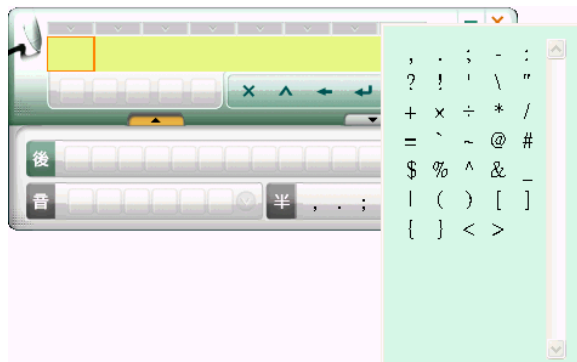 , . ; - :
? ! ' \ "
+ × ÷ * /
= ` ~ @ #
$ % ^ & _
| ( ) [ ]
{ } < >
後
音 半 , . ;